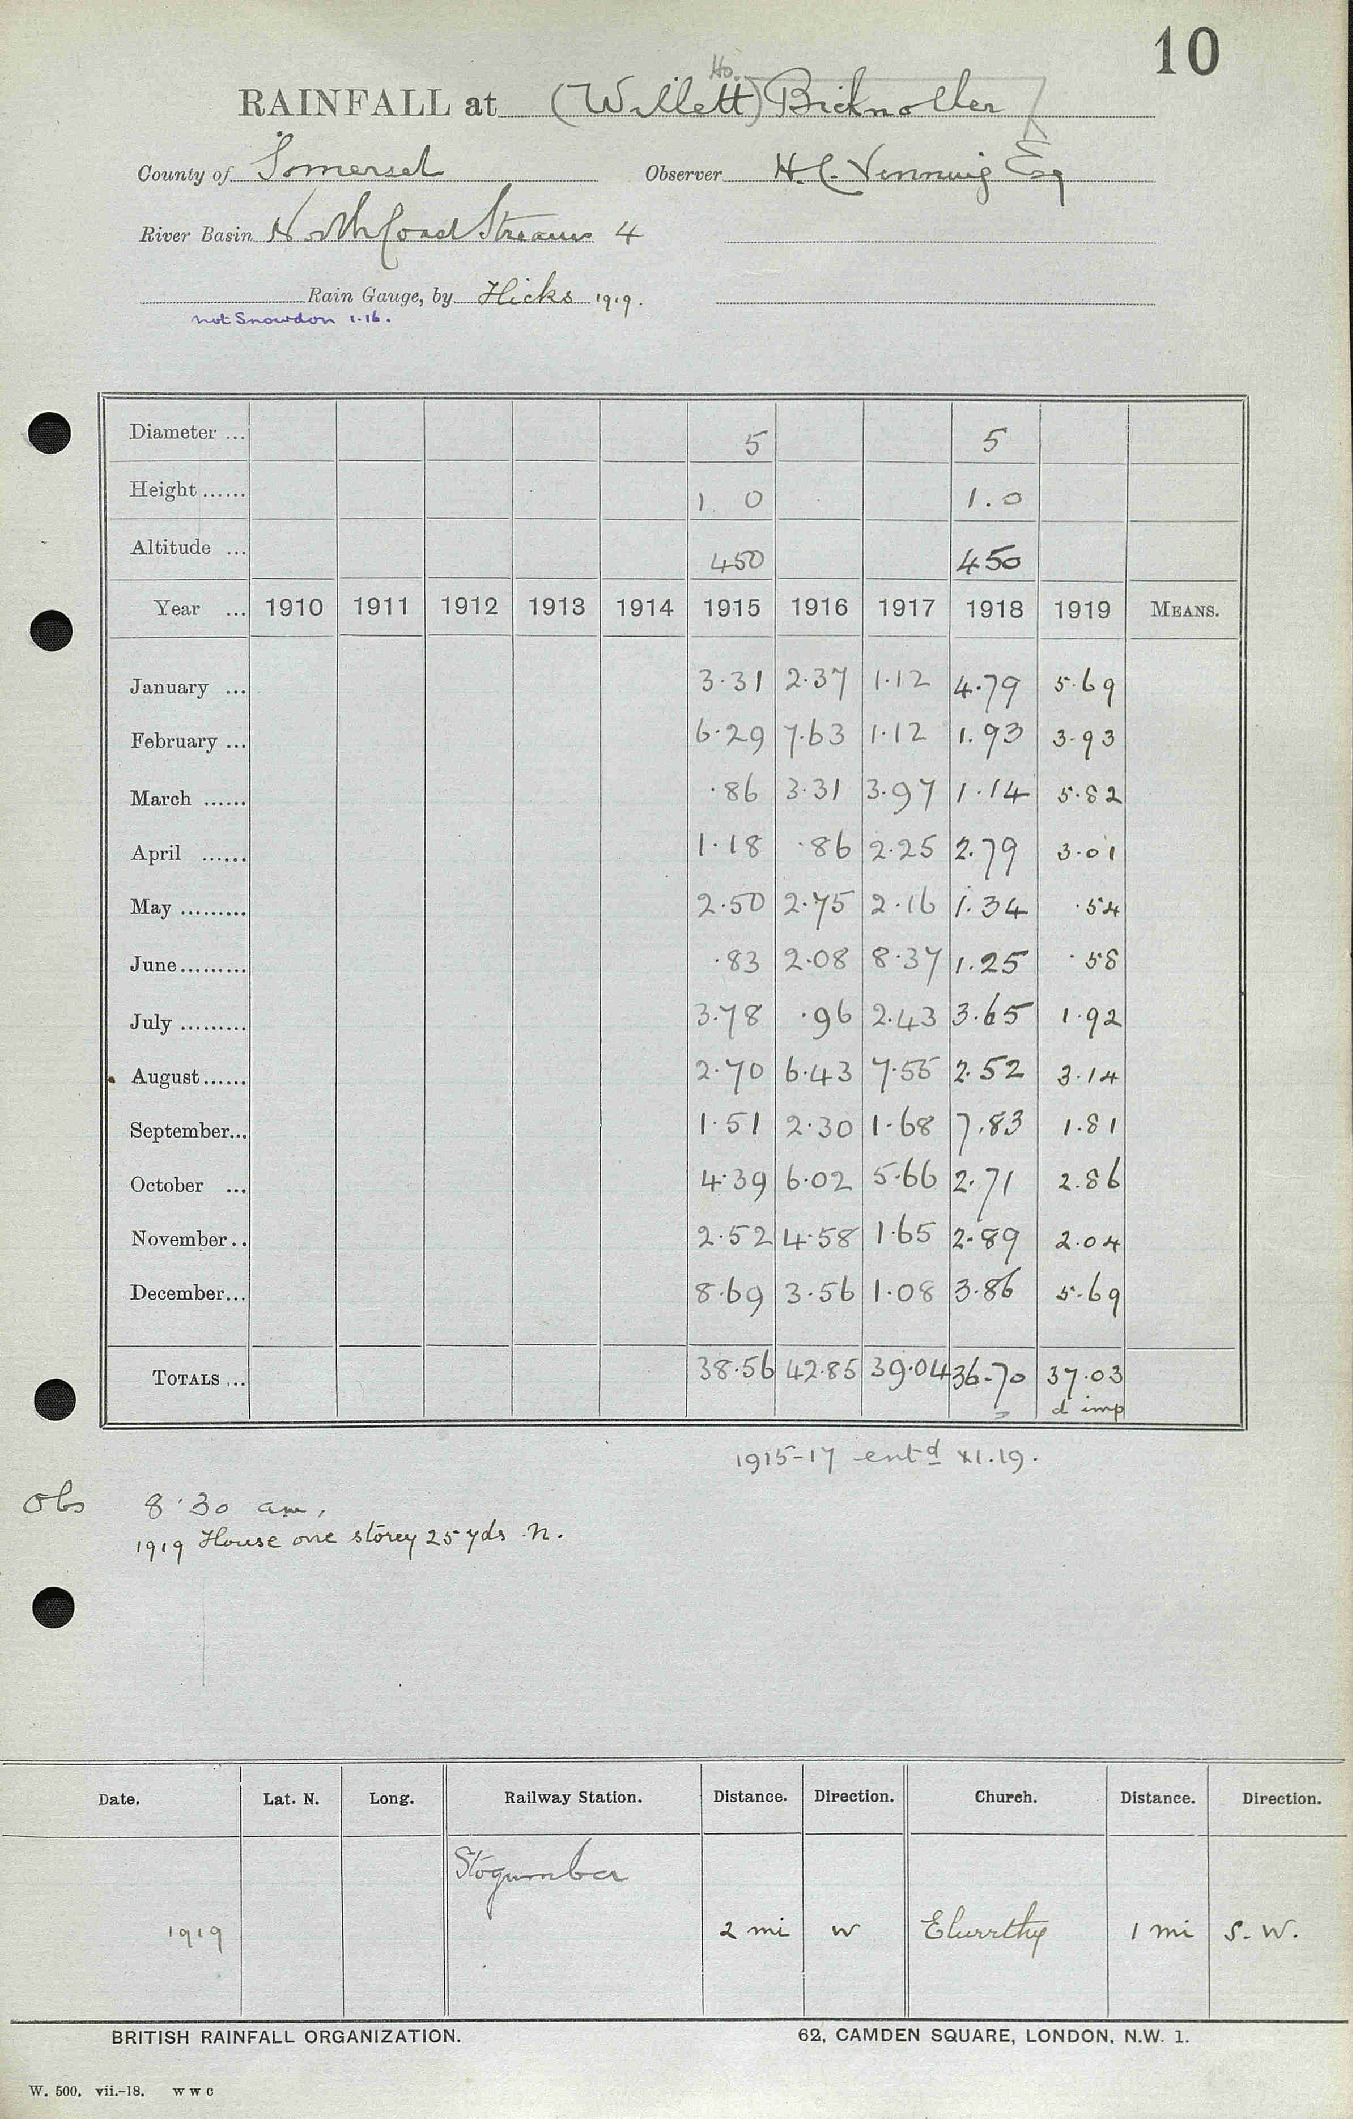 10
Ho.
RAINFALL at (Willett) Bicknoller
County of Somerset Observer H.C. Venning Esq
River Basin North Coast Streams 4
Rain Gauge, by Hicks 1919.
not Snowdon 1.16.
Diameter ... 5 5
Height ...... 1 0 1.0
Altitude ... 450 450
Year ... 1910 1911 1912 1913 1914 1915 1916 1917 1918 1919 MEANS.
January ... 3.31 2.37 1.12 4.79 5.69
February ... 6.29 7.63 1.12 1.93 3.93
March ...... .86 3.31 3.97 1.14 5.82
April ...... 1.18 .86 2.25 2.79 3.01
May ......... 2.50 2.75 2.16 1.34 .54
June......... .83 2.08 8.37 1.25 .58
July ......... 3.78 .96 2.43 3.65 1.92
August...... 2.70 6.43 7.55 2.52 3.14
September... 1.51 2.30 1.68 7.83 1.81
October ... 4.39 6.02 5.66 2.71 2.86
November.. 2.52 4.58 1.65 2.89 2.04
December... 8.69 3.56 1.08 3.86 5.69
TOTALS ... 38.56 42.85 39.04 36.70 37.03
d imp
1915-17 entd XI.19.
Obs 8.30 am.
1919 House one storey 25 yds N.
Date. Lat. N. Long. Railway Station. Distance. Direction. Church. Distance. Direction.
Stogumber
1919 2 mi W Elworthy 1 mi S.W.
BRITISH RAINFALL ORGANIZATION. 62, CAMDEN SQUARE, LONDON, N.W. 1.
W. 500. vii.-18. W W C